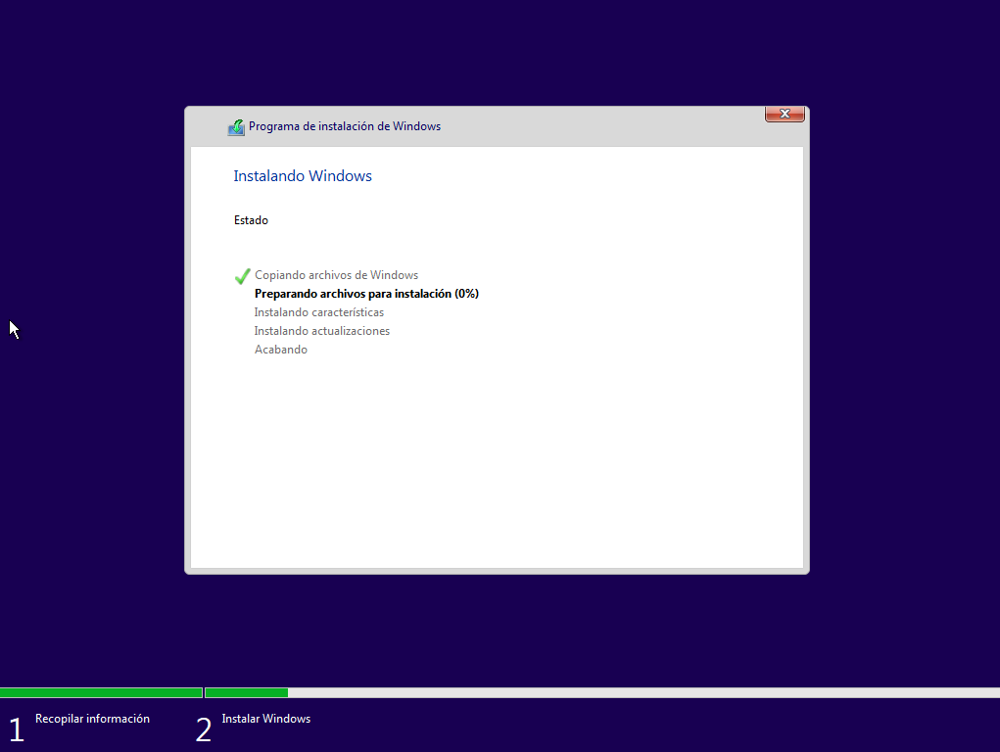 Programa de instalación de Windows
Instalando Windows
Estado
Copiando archivos de Windows
Preparando archivos para instalación (0%)
Instalando características
Instalando actualizaciones
Acabando
1 Recopilar información
2 Instalar Windows